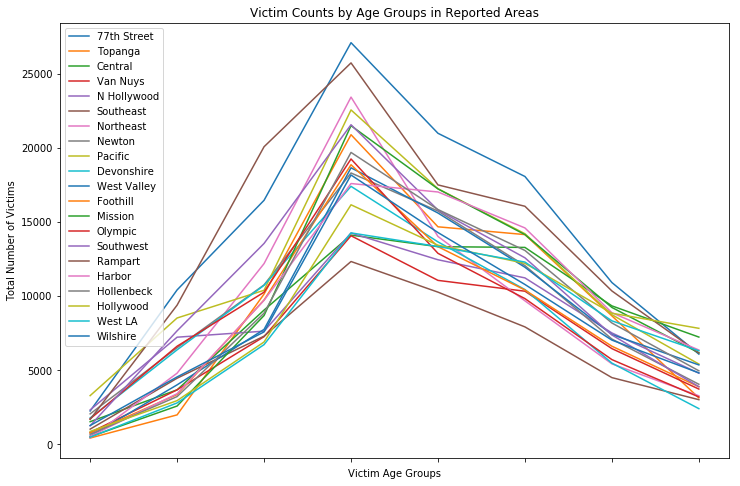 Victim Counts by Age Groups in Reported Areas
77th Street
Topanga
Central
Van Nuys
N Hollywood
Southeast
Northeast
Newton
Pacific
Devonshire
West Valley
Foothill
Mission
Olympic
Southwest
Rampart
Harbor
Hollenbeck
Hollywood
West LA
Wilshire
25000
20000
15000
10000
5000
0
Total Number of Victims
Victim Age Groups